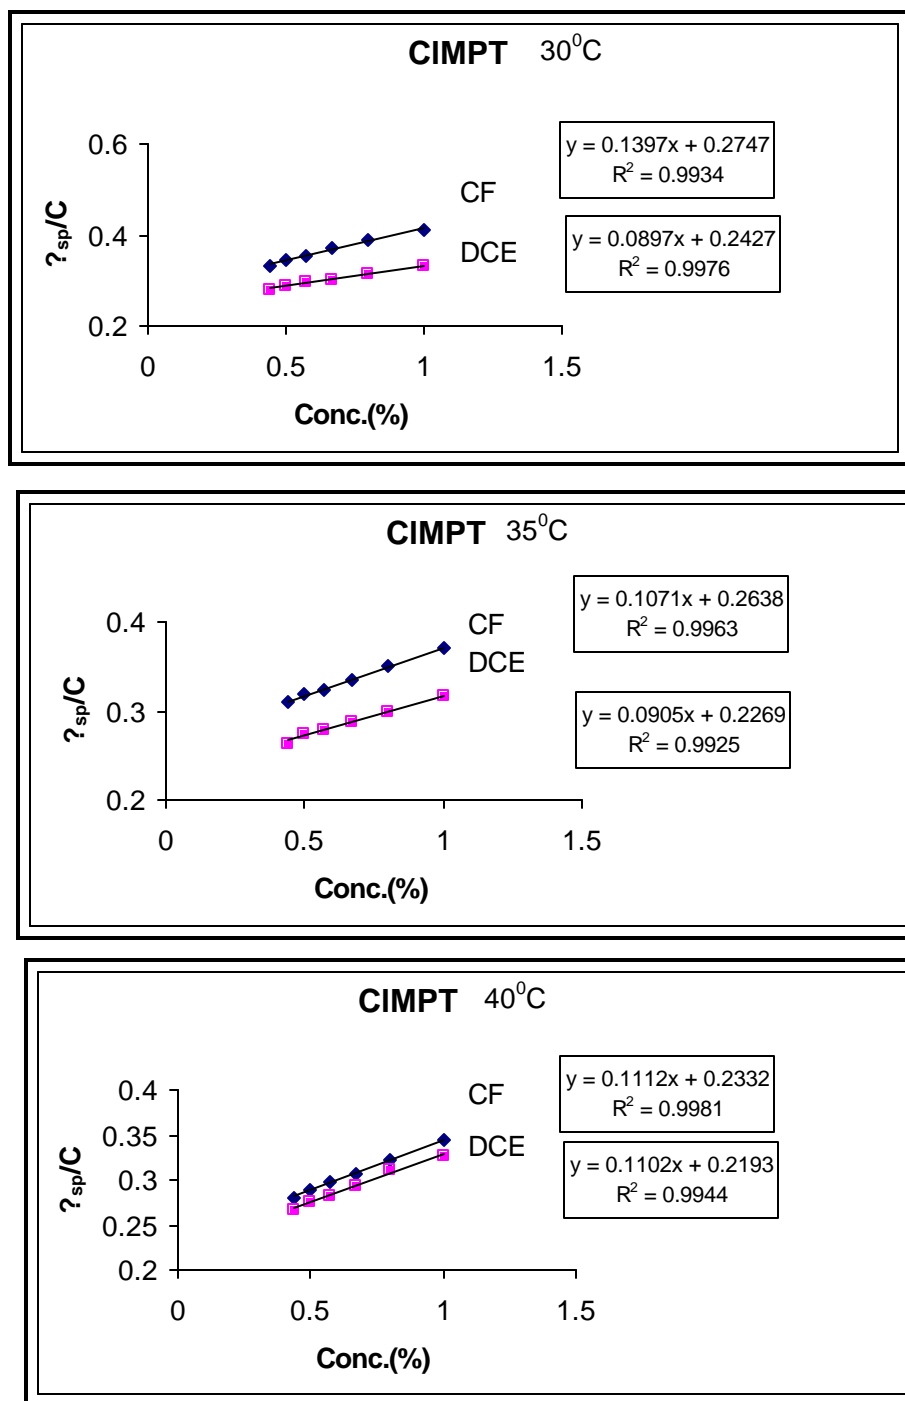 ClMPT 30⁰C
y = 0.1397x + 0.2747
R² = 0.9934
y = 0.0897x + 0.2427
R² = 0.9976
CF
DCE
?sp/C
0.6
0.4
0.2
0 0.5 1 1.5
Conc.(%)
ClMPT 35⁰C
y = 0.1071x + 0.2638
R² = 0.9963
y = 0.0905x + 0.2269
R² = 0.9925
CF
DCE
?sp/C
0.4
0.3
0.2
0 0.5 1 1.5
Conc.(%)
ClMPT 40⁰C
y = 0.1112x + 0.2332
R² = 0.9981
y = 0.1102x + 0.2193
R² = 0.9944
CF
DCE
?sp/C
0.4
0.35
0.3
0.25
0.2
0 0.5 1 1.5
Conc.(%)